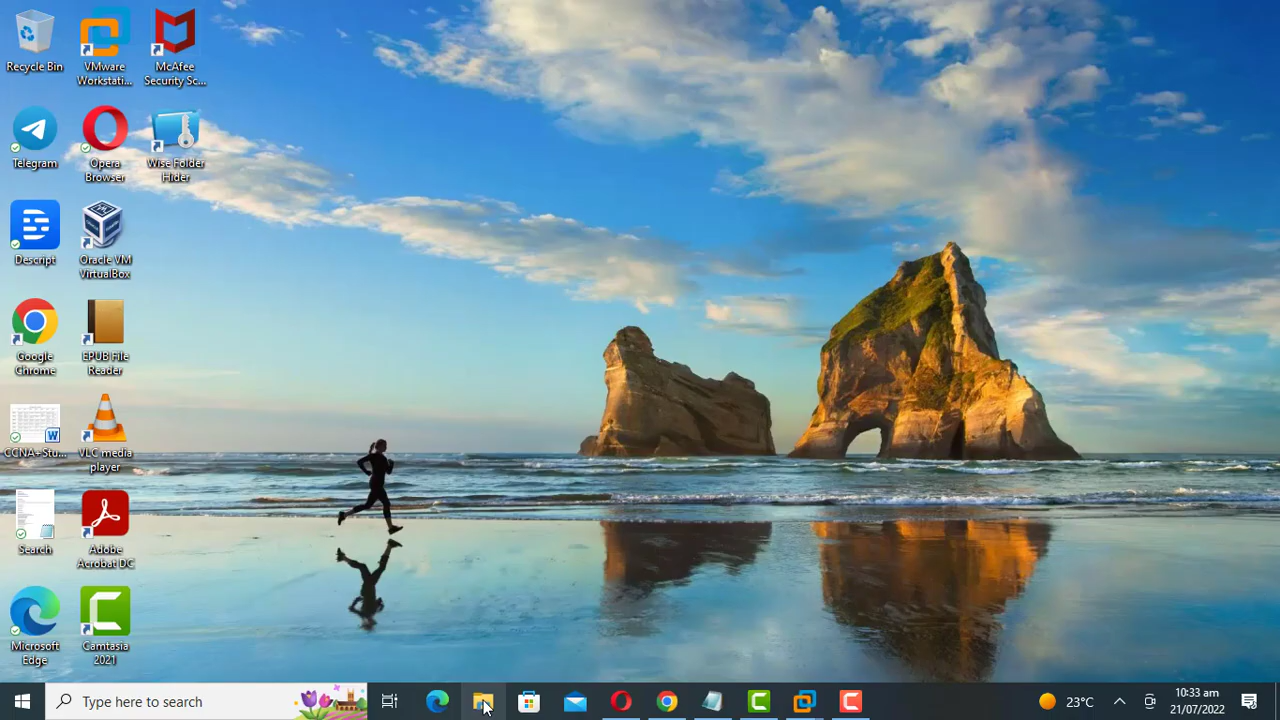 Recycle Bin
VMware
Workstati...
McAfee
Security Sc...
Telegram
Opera
Browser
Wise Folder
Hider
Descript
Oracle VM
VirtualBox
Google
Chrome
EPUB File
Reader
CCNA+Stu...
VLC media
player
Search
Adobe
Acrobat DC
Microsoft
Edge
Camtasia
2021
Type here to search
23°C
10:33 am
21/07/2022